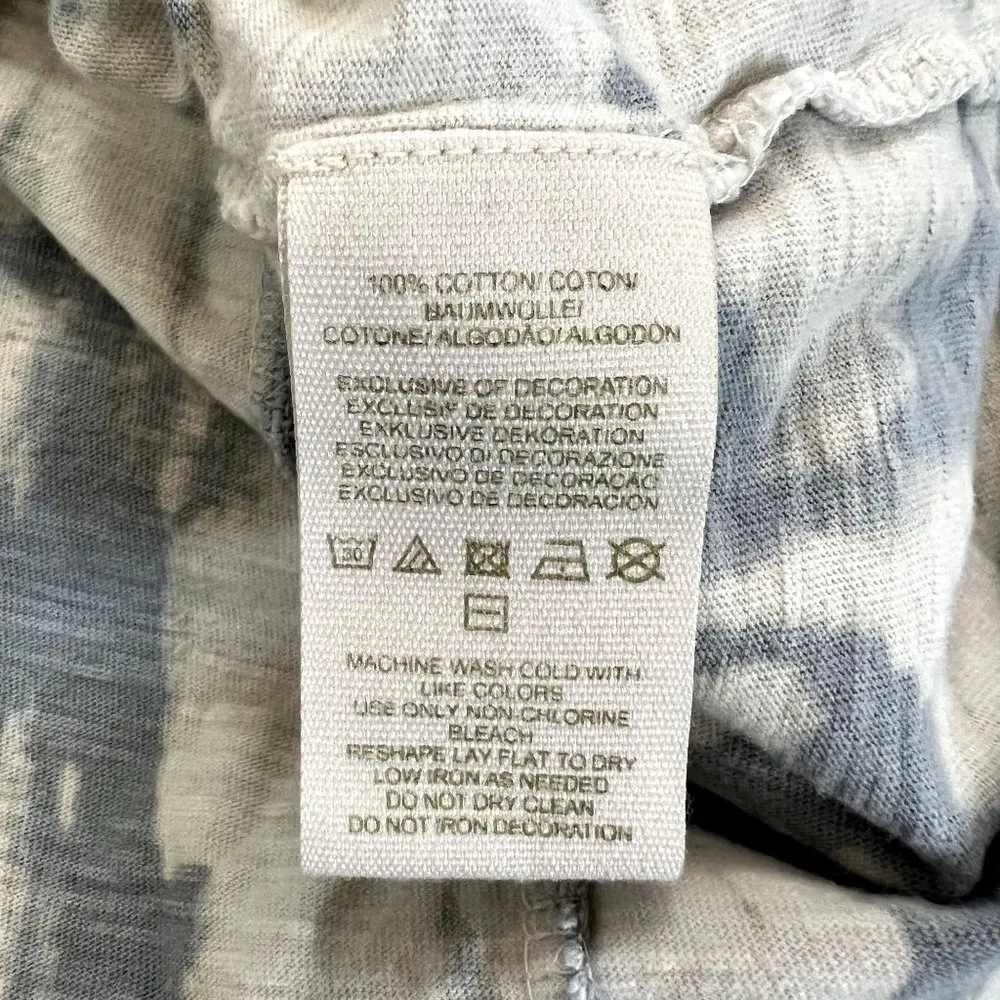 100% COTTON/ COTON/
BAUMWOLLE/
COTONE/ ALGODÃO/ ALGODÓN
EXCLUSIVE OF DECORATION
EXCLUSIF DE DECORATION
EXKLUSIVE DEKORATION
ESCLUSIVO DI DECORAZIONE
EXCLUSIVO DE DECORACAO
EXCLUSIVO DE DECORACION
30
MACHINE WASH COLD WITH
LIKE COLORS
USE ONLY NON-CHLORINE
BLEACH
RESHAPE LAY FLAT TO DRY
LOW IRON AS NEEDED
DO NOT DRY CLEAN
DO NOT IRON DECORATION